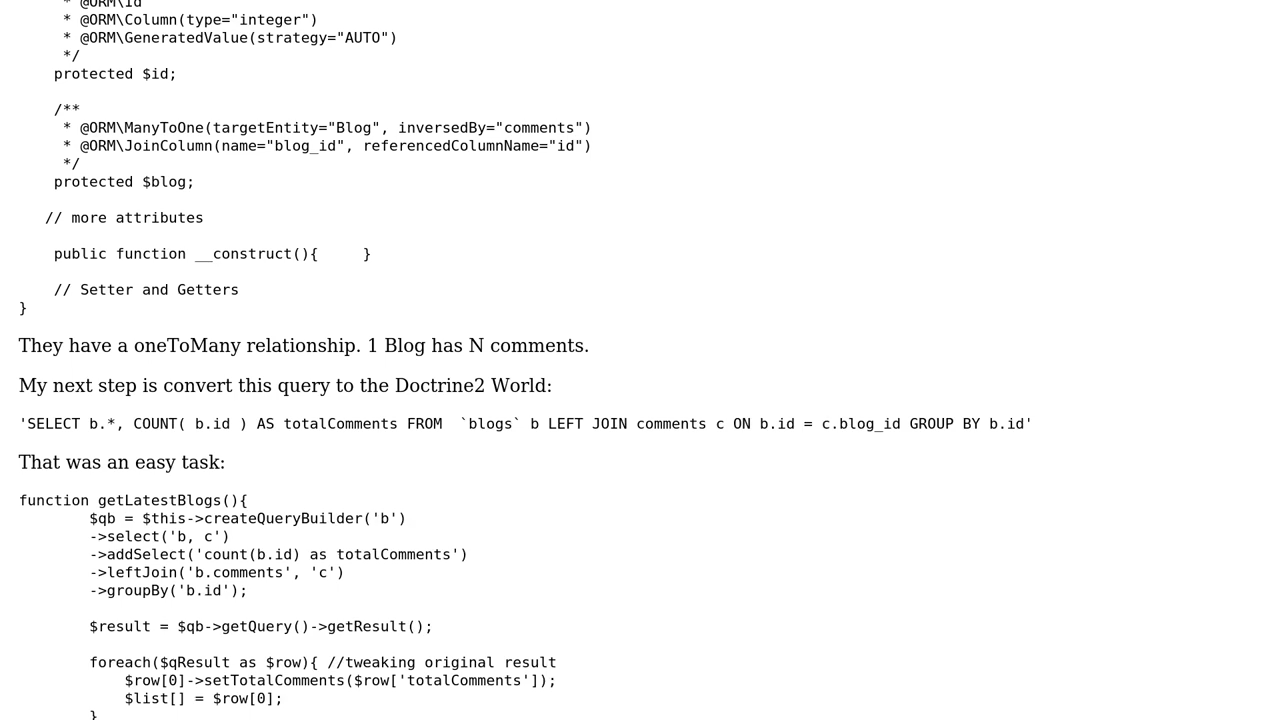 * @ORM\Id
     * @ORM\Column(type="integer")
     * @ORM\GeneratedValue(strategy="AUTO")
     */
    protected $id;

    /**
     * @ORM\ManyToOne(targetEntity="Blog", inversedBy="comments")
     * @ORM\JoinColumn(name="blog_id", referencedColumnName="id")
     */
    protected $blog;

   // more attributes

    public function __construct(){     }

    // Setter and Getters
}
They have a oneToMany relationship. 1 Blog has N comments.
My next step is convert this query to the Doctrine2 World:
'SELECT b.*, COUNT( b.id ) AS totalComments FROM  `blogs` b LEFT JOIN comments c ON b.id = c.blog_id GROUP BY b.id'
That was an easy task:
function getLatestBlogs(){
        $qb = $this->createQueryBuilder('b')
        ->select('b, c')
        ->addSelect('count(b.id) as totalComments')
        ->leftJoin('b.comments', 'c')
        ->groupBy('b.id');

        $result = $qb->getQuery()->getResult();

        foreach($qResult as $row){ //tweaking original result
            $row[0]->setTotalComments($row['totalComments']);
            $list[] = $row[0];
        }